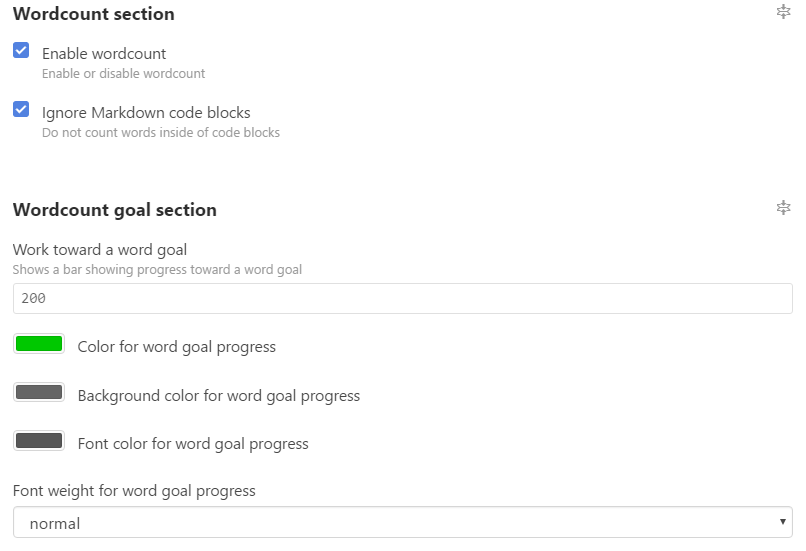 Wordcount section
Enable wordcount
Enable or disable wordcount
Ignore Markdown code blocks
Do not count words inside of code blocks
Wordcount goal section
Work toward a word goal
Shows a bar showing progress toward a word goal
200
Color for word goal progress
Background color for word goal progress
Font color for word goal progress
Font weight for word goal progress
normal